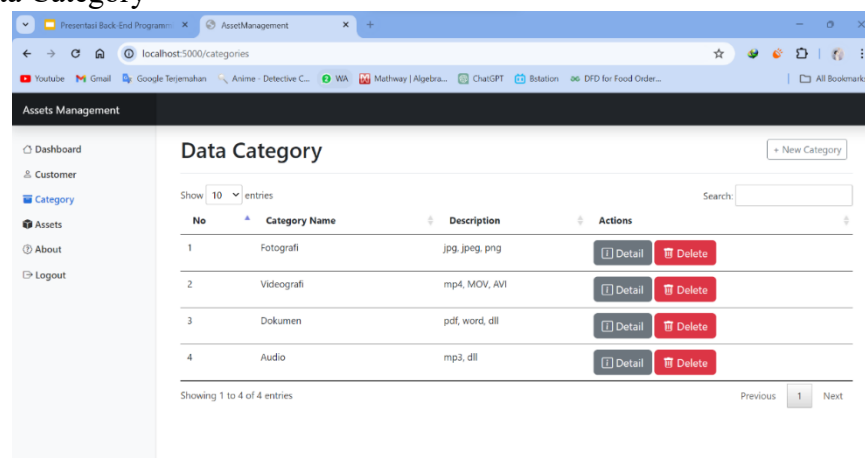 ta Category
Presentasi Back-End Programm
AssetManagement
localhost:5000/categories
Youtube Gmail Google Terjemahan Anime - Detective C... WA Mathway | Algebra... ChatGPT Bstation DFD for Food Order... All Bookmarks
Assets Management
Dashboard
Customer
Category
Assets
About
Logout
Data Category
+ New Category
Show 10 entries
Search:
No Category Name Description Actions
1 Fotografi jpg, jpeg, png Detail Delete
2 Videografi mp4, MOV, AVI Detail Delete
3 Dokumen pdf, word, dll Detail Delete
4 Audio mp3, dll Detail Delete
Showing 1 to 4 of 4 entries
Previous 1 Next